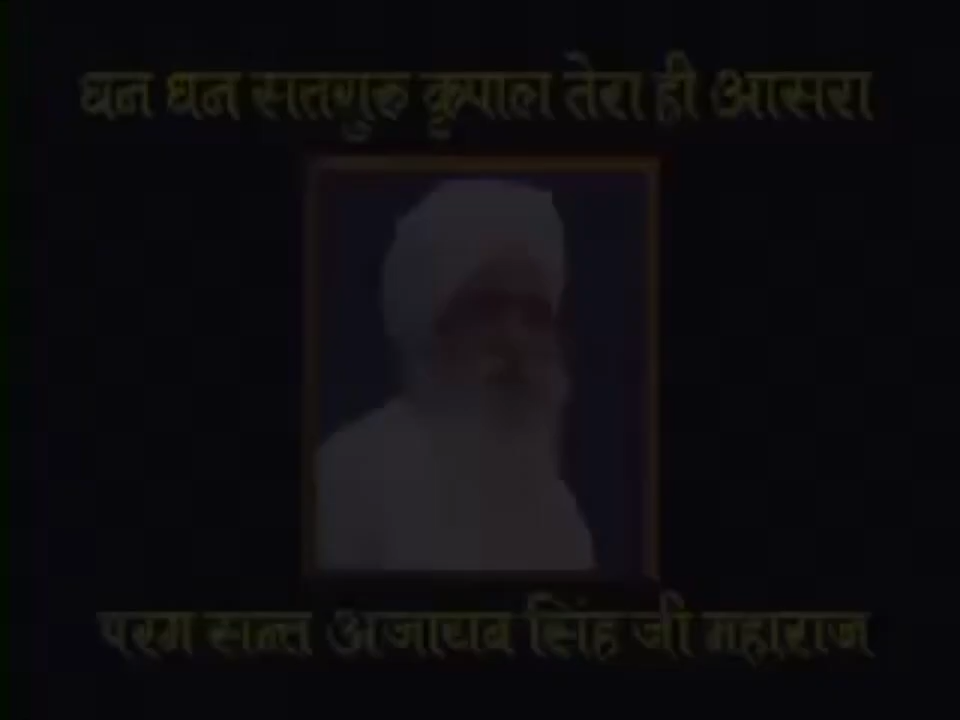 धन धन सतगुरु कृपाल तेरा ही आसरा
परम सन्त अजायब सिंह जी महाराज